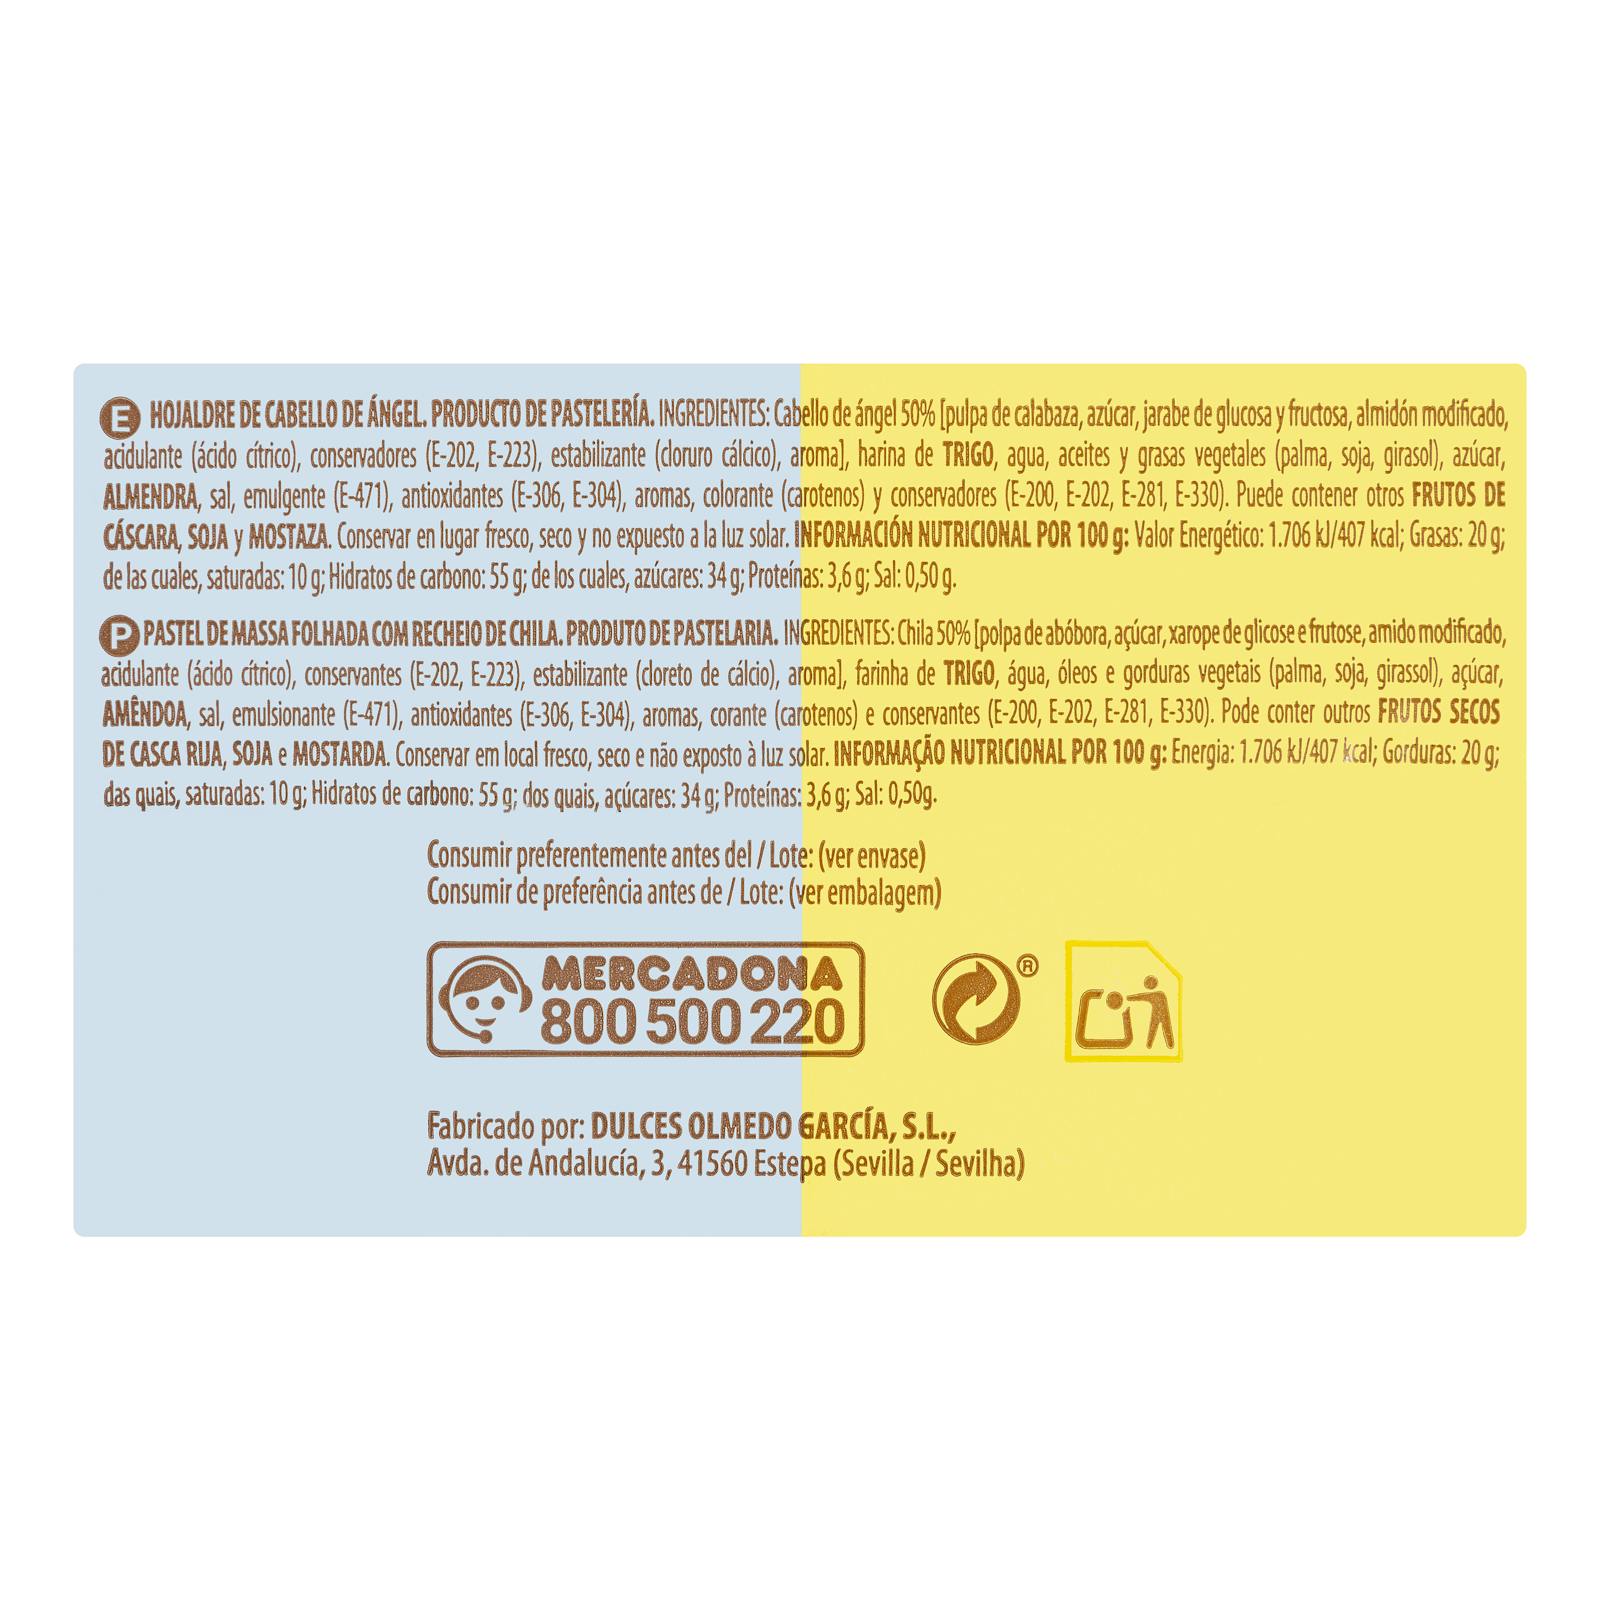 E HOJALDRE DE CABELLO DE ÁNGEL. PRODUCTO DE PASTELERÍA. INGREDIENTES: Cabello de ángel 50% [pulpa de calabaza, azúcar, jarabe de glucosa y fructosa, almidón modificado,
acidulante (ácido cítrico), conservadores (E-202, E-223), estabilizante (cloruro cálcico), aroma], harina de TRIGO, agua, aceites y grasas vegetales (palma, soja, girasol), azúcar,
ALMENDRA, sal, emulgente (E-471), antioxidantes (E-306, E-304), aromas, colorante (carotenos) y conservadores (E-200, E-202, E-281, E-330). Puede contener otros FRUTOS DE
CÁSCARA, SOJA y MOSTAZA. Conservar en lugar fresco, seco y no expuesto a la luz solar. INFORMACIÓN NUTRICIONAL POR 100 g: Valor Energético: 1.706 kJ/407 kcal; Grasas: 20 g;
de las cuales, saturadas: 10 g; Hidratos de carbono: 55 g; de los cuales, azúcares: 34 g; Proteínas: 3,6 g; Sal: 0,50 g.
P PASTEL DE MASSA FOLHADA COM RECHEIO DE CHILA. PRODUTO DE PASTELARIA. INGREDIENTES: Chila 50% [polpa de abóbora, açúcar, xarope de glicose e frutose, amido modificado,
acidulante (ácido cítrico), conservantes (E-202, E-223), estabilizante (cloreto de cálcio), aroma], farinha de TRIGO, água, óleos e gorduras vegetais (palma, soja, girassol), açúcar,
AMÊNDOA, sal, emulsionante (E-471), antioxidantes (E-306, E-304), aromas, corante (carotenos) e conservantes (E-200, E-202, E-281, E-330). Pode conter outros FRUTOS SECOS
DE CASCA RIJA, SOJA e MOSTARDA. Conservar em local fresco, seco e não exposto à luz solar. INFORMAÇÃO NUTRICIONAL POR 100 g: Energia: 1.706 kJ/407 kcal; Gorduras: 20 g;
das quais, saturadas: 10 g; Hidratos de carbono: 55 g; dos quais, açúcares: 34 g; Proteínas: 3,6 g; Sal: 0,50g.
Consumir preferentemente antes del / Lote: (ver envase)
Consumir de preferência antes de / Lote: (ver embalagem)
MERCADONA
800 500 220
®
Fabricado por: DULCES OLMEDO GARCÍA, S.L.,
Avda. de Andalucía, 3, 41560 Estepa (Sevilla / Sevilha)